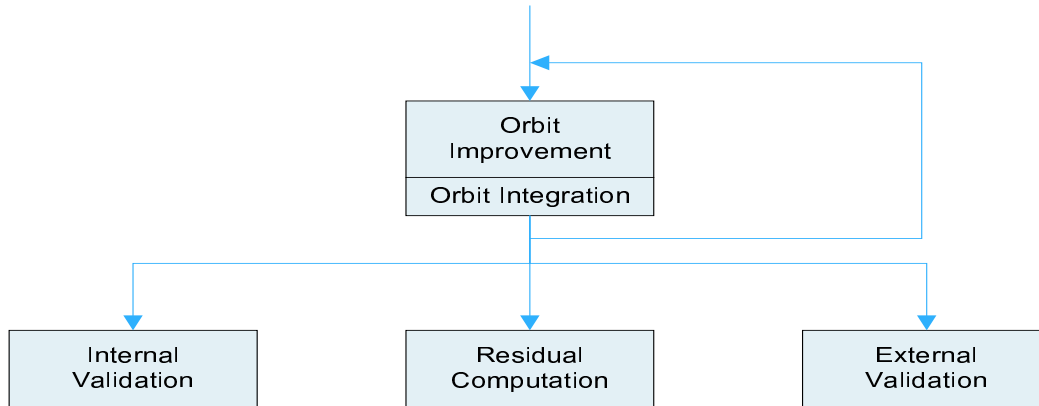 Orbit
Improvement
Orbit Integration
Internal
Validation
Residual
Computation
External
Validation